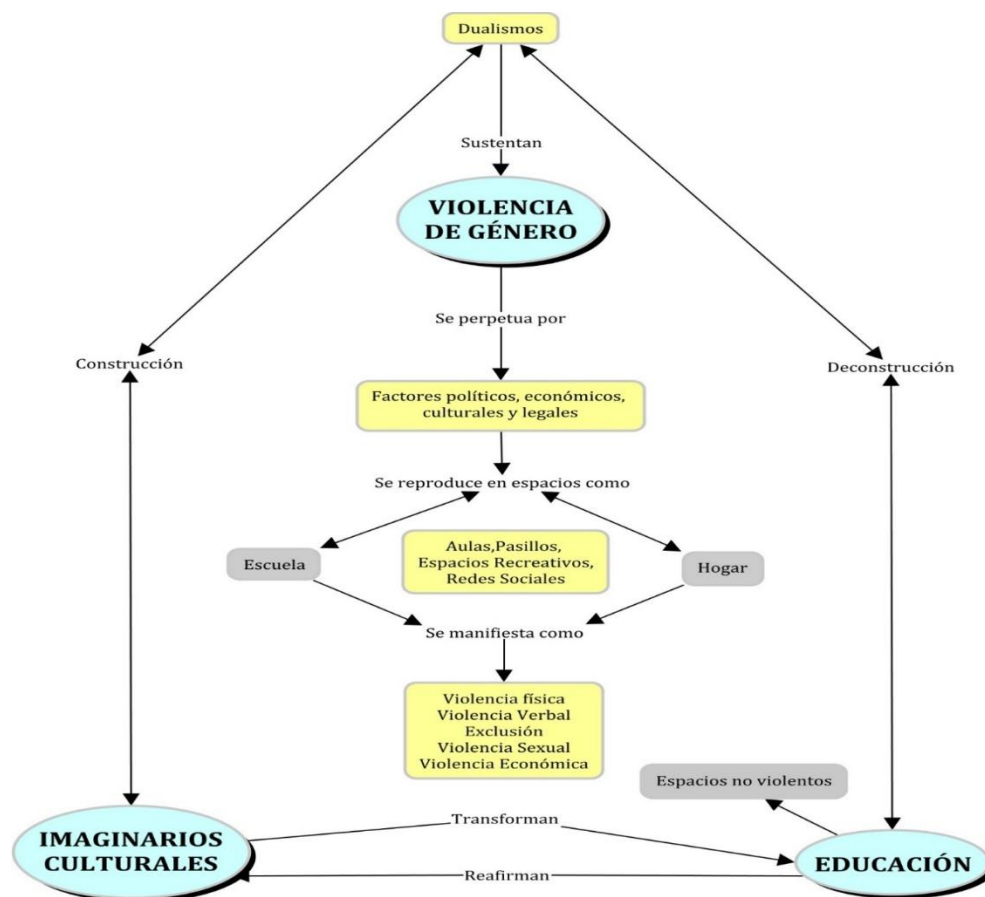 Dualismos
Sustentan
VIOLENCIA
DE GÉNERO
Se perpetua por
Construcción
Deconstrucción
Factores políticos, económicos,
culturales y legales
Se reproduce en espacios como
Escuela
Aulas,Pasillos,
Espacios Recreativos,
Redes Sociales
Hogar
Se manifiesta como
Violencia física
Violencia Verbal
Exclusión
Violencia Sexual
Violencia Económica
Espacios no violentos
IMAGINARIOS
CULTURALES
Transforman
EDUCACIÓN
Reafirman